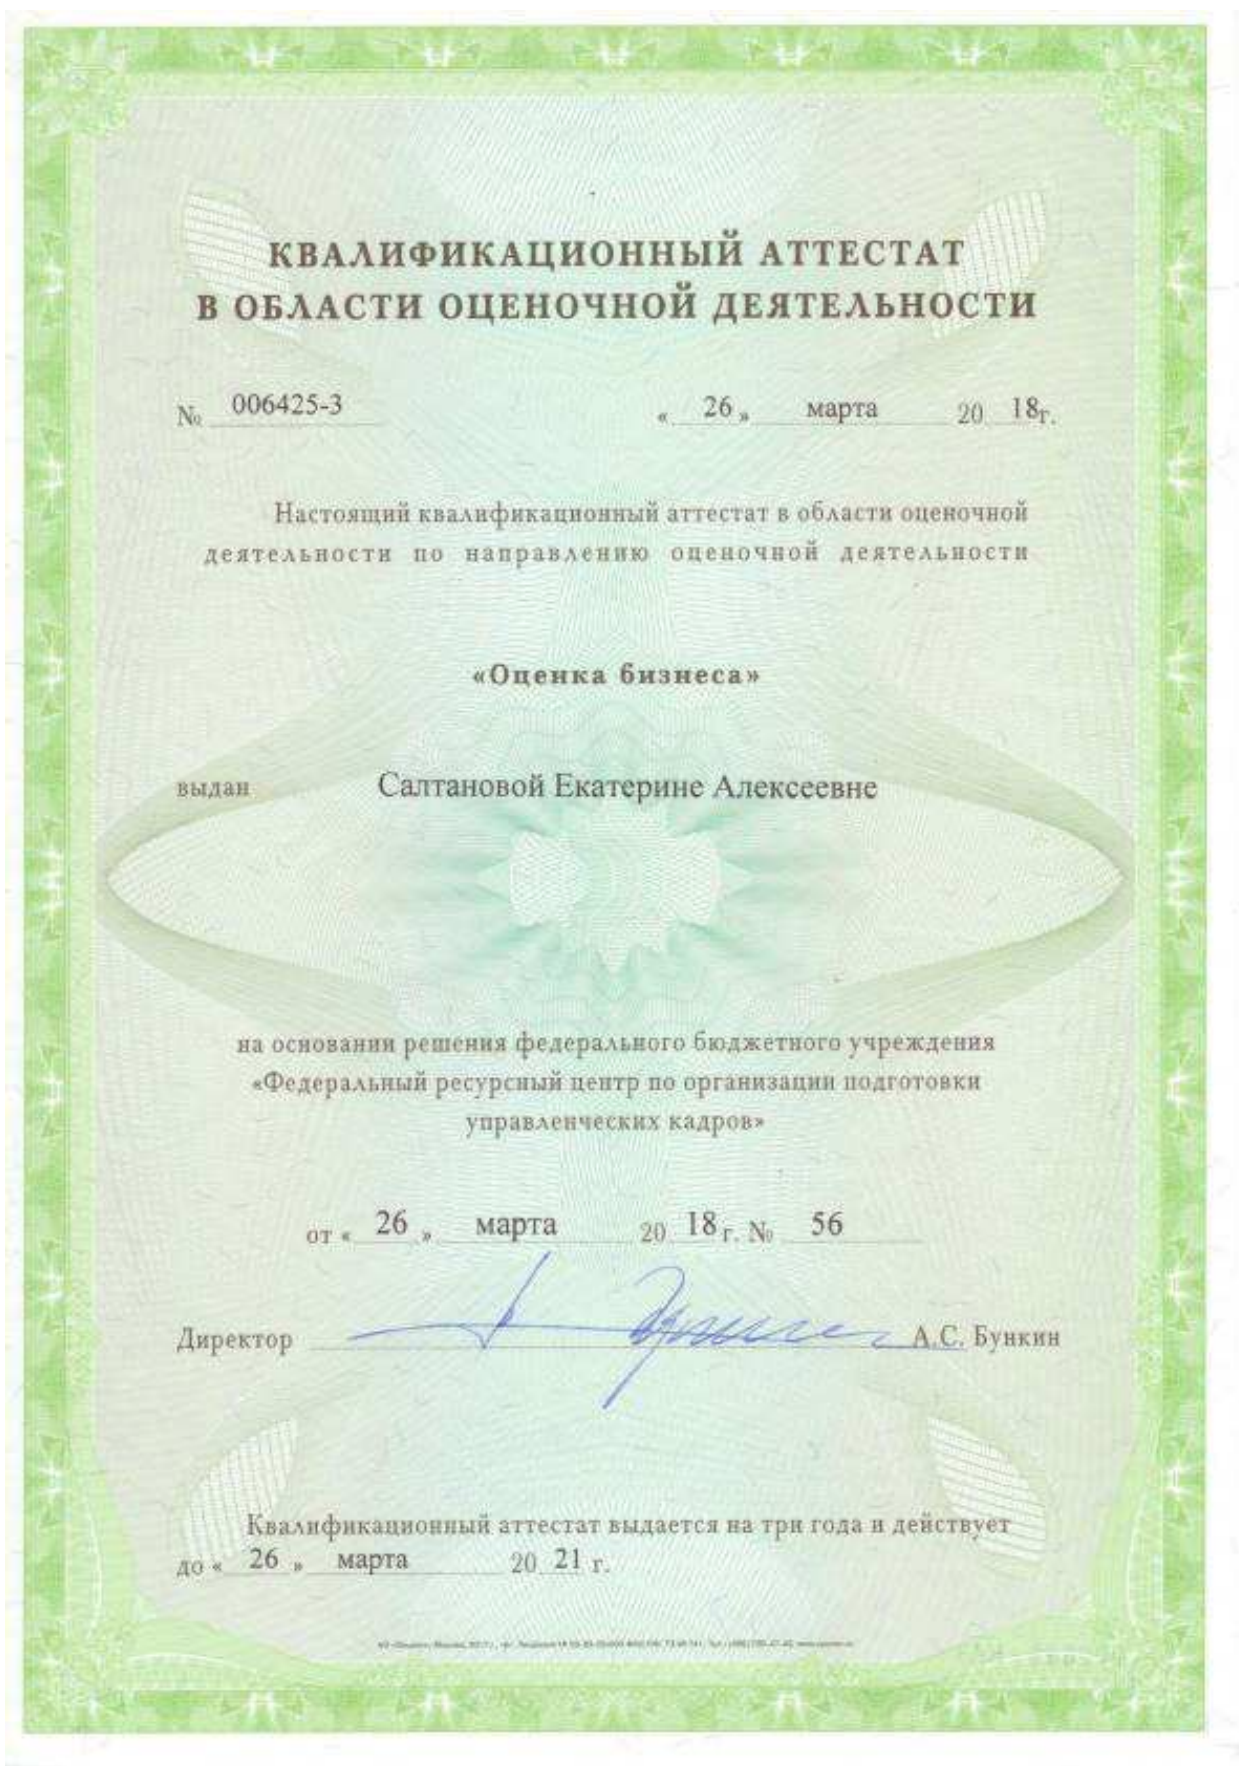 КВАЛИФИКАЦИОННЫЙ АТТЕСТАТ
В ОБЛАСТИ ОЦЕНОЧНОЙ ДЕЯТЕЛЬНОСТИ
№ 006425-3 « 26 » марта 20 18г.
Настоящий квалификационный аттестат в области оценочной
деятельности по направлению оценочной деятельности
«Оценка бизнеса»
выдан Салтановой Екатерине Алексеевне
на основании решения федерального бюджетного учреждения
«Федеральный ресурсный центр по организации подготовки
управленческих кадров»
от « 26 » марта 20 18 г. № 56
Директор А.С. Бункин
Квалификационный аттестат выдается на три года и действует
до « 26 » марта 20 21 г.